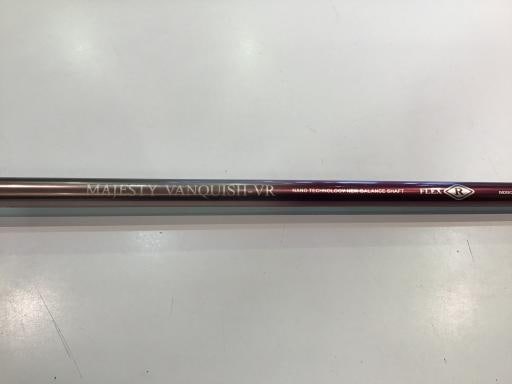 MAJESTY VANQUISH-VR NANO TECHNOLOGY NEW BALANCE SHAFT FLEX R